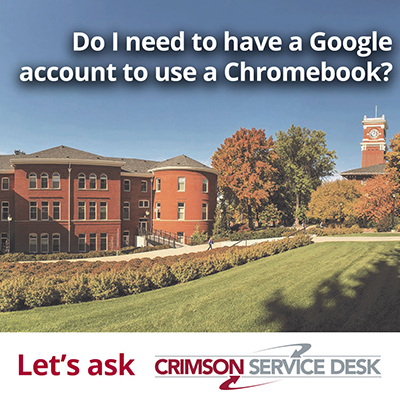 Do I need to have a Google
account to use a Chromebook?
Let's ask CRIMSON SERVICE DESK